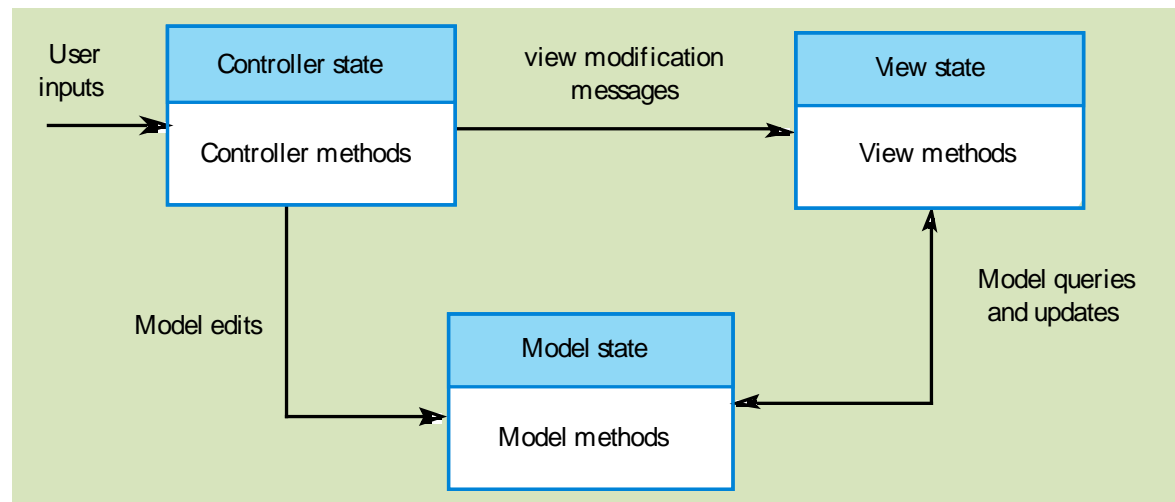 User
inputs
Controller state
Controller methods
view modification
messages
View state
View methods
Model edits
Model state
Model methods
Model queries
and updates